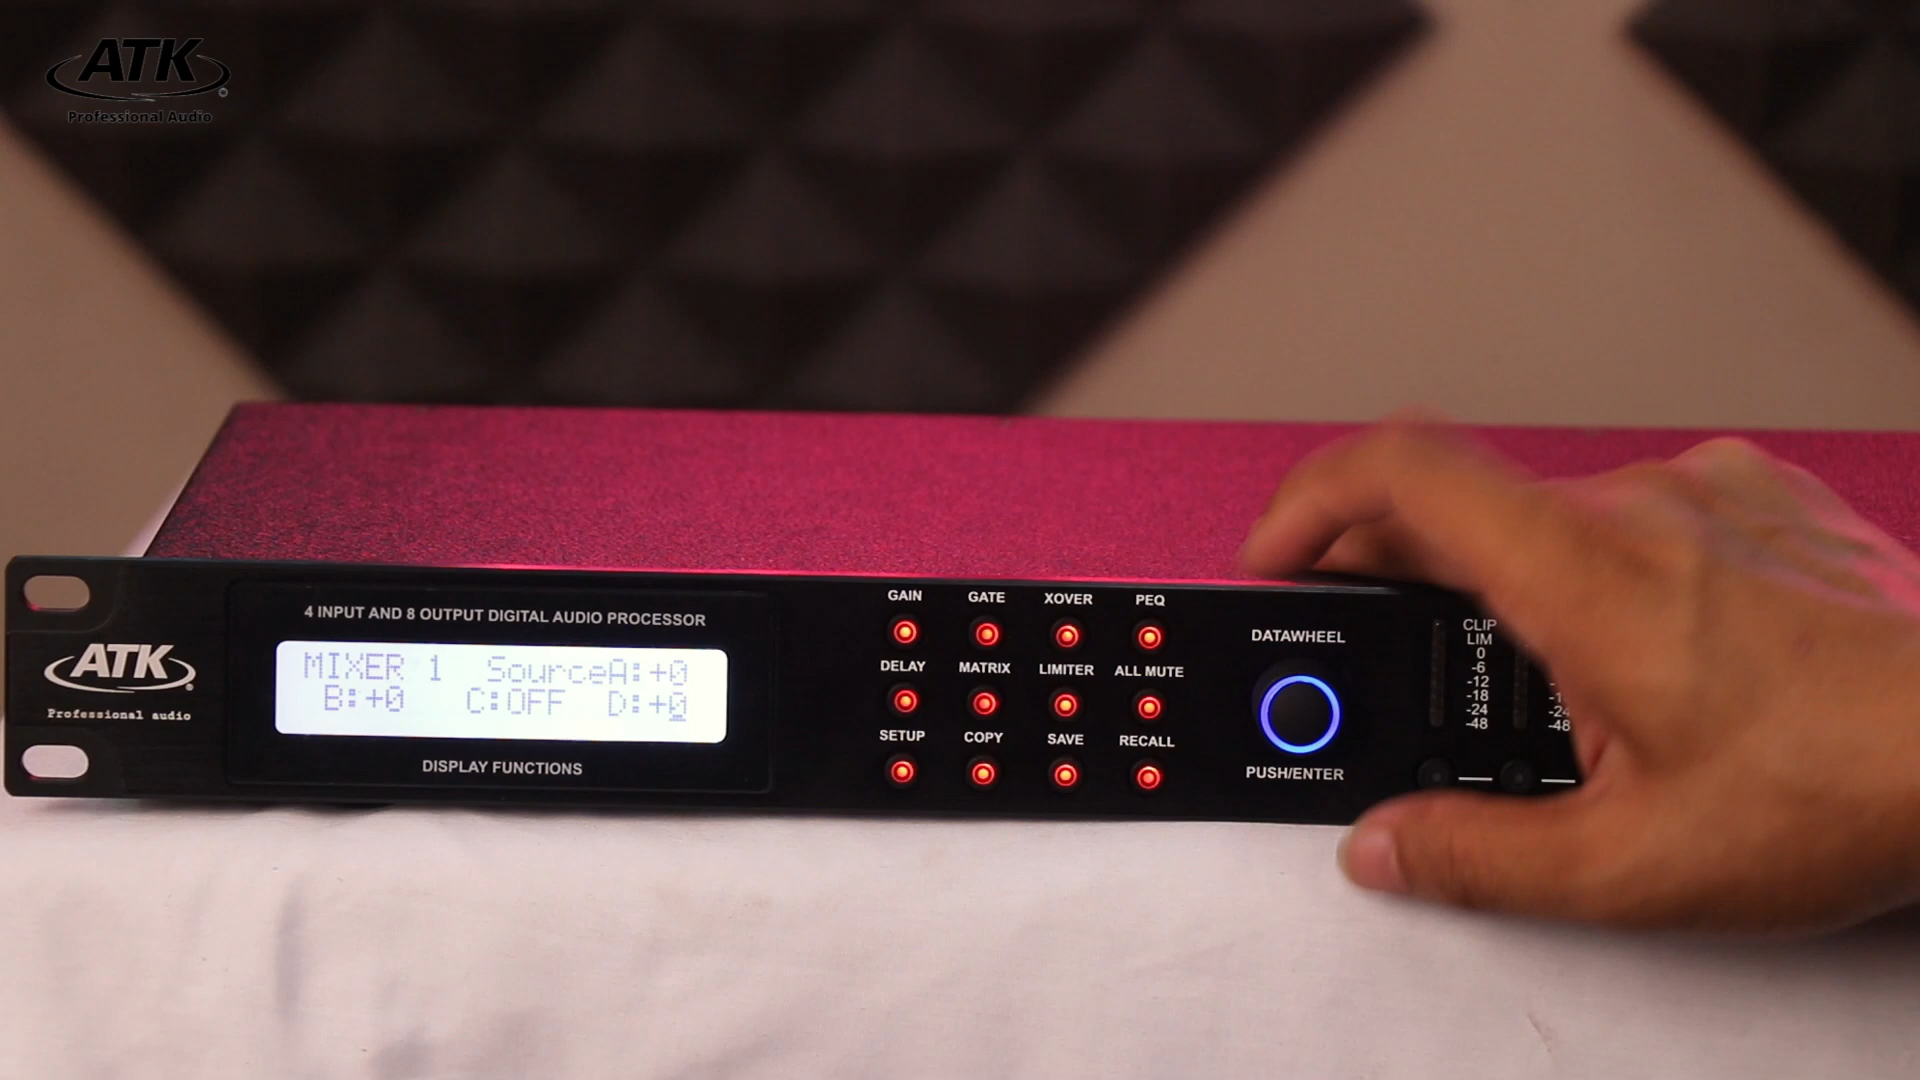 ATK
Professional Audio
4 INPUT AND 8 OUTPUT DIGITAL AUDIO PROCESSOR
MIXER 1 SourceA:+0
B:+0 C:OFF D:+0
DISPLAY FUNCTIONS
ATK
Professional audio
GAIN GATE XOVER PEQ
DELAY MATRIX LIMITER ALL MUTE
SETUP COPY SAVE RECALL
DATAWHEEL
PUSH/ENTER
CLIP
LIM
0
-6
-12
-18
-24
-48